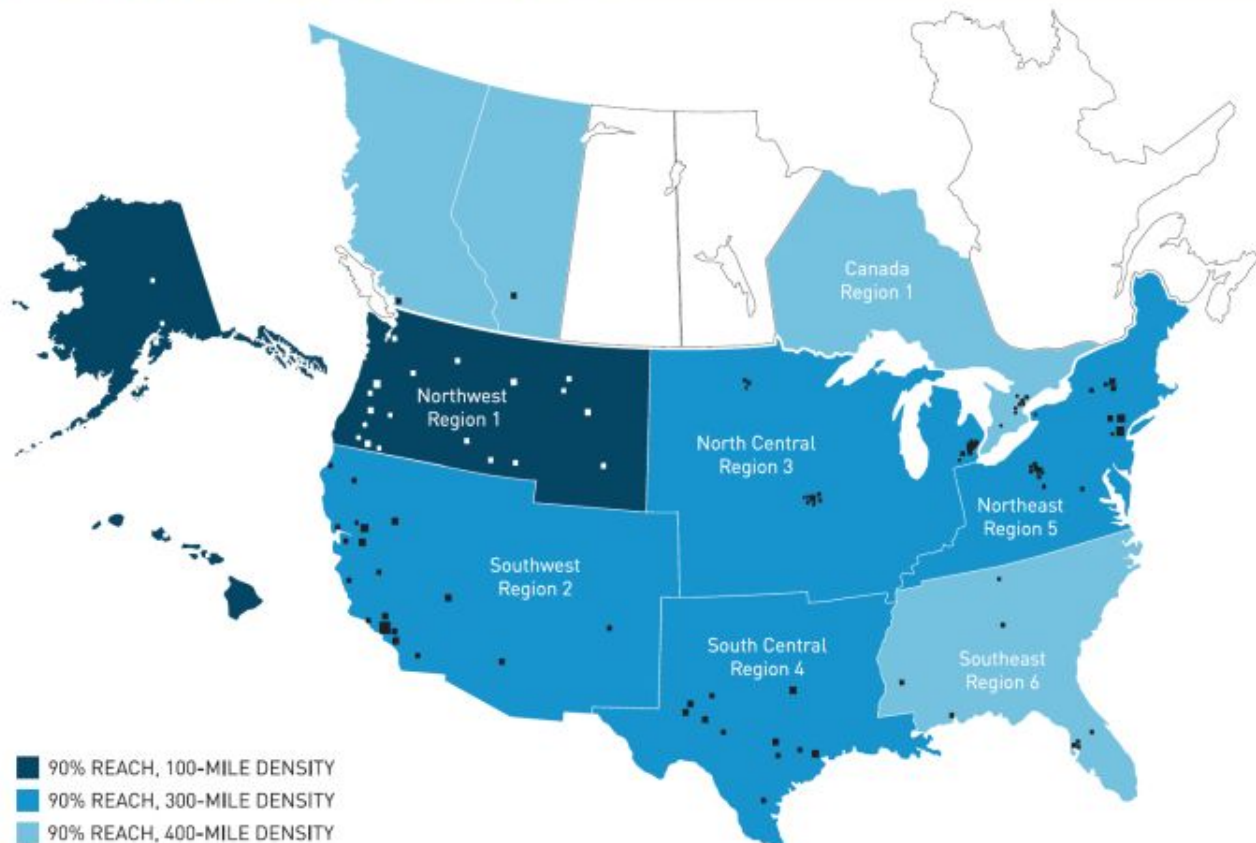 Canada
Region 1
Northwest
Region 1
North Central
Region 3
Northeast
Region 5
Southwest
Region 2
South Central
Region 4
Southeast
Region 6
90% REACH, 100-MILE DENSITY
90% REACH, 300-MILE DENSITY
90% REACH, 400-MILE DENSITY